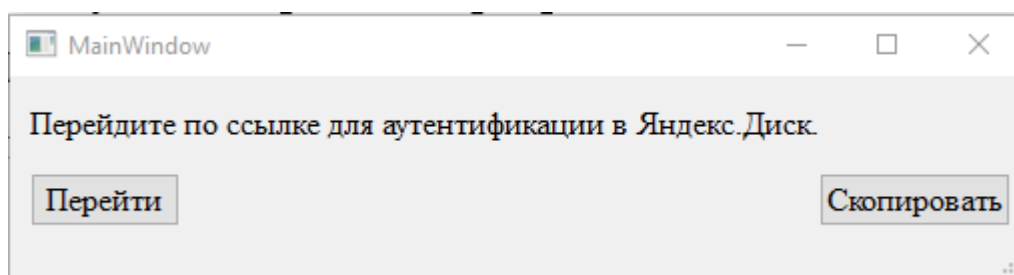 MainWindow
Перейдите по ссылке для аутентификации в Яндекс.Диск.
Перейти
Скопировать